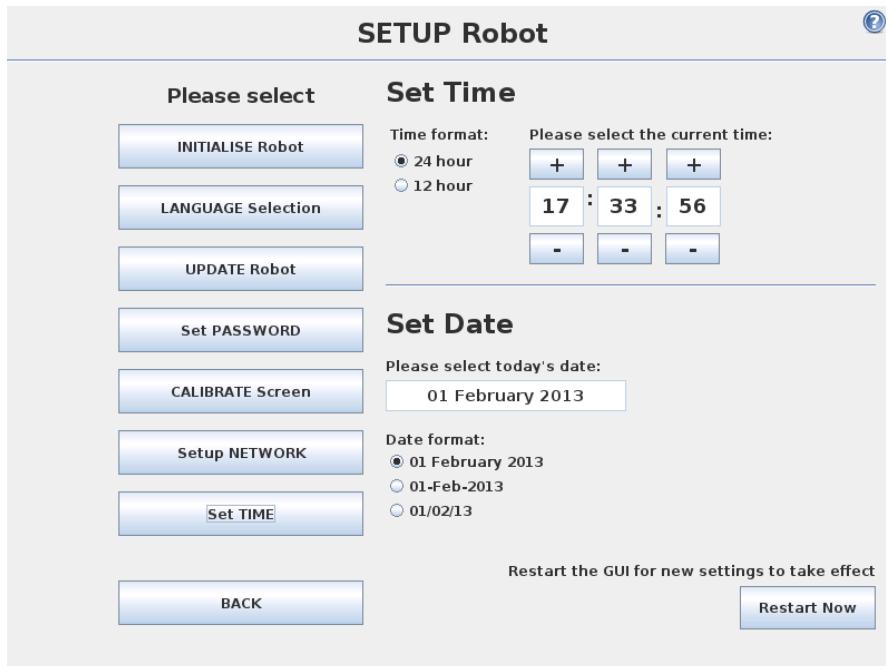 SETUP Robot
?
Please select
INITIALISE Robot
LANGUAGE Selection
UPDATE Robot
Set PASSWORD
CALIBRATE Screen
Setup NETWORK
Set TIME
BACK
Set Time
Time format:
24 hour
12 hour
Please select the current time:
+ + +
17 : 33 : 56
- - -
Set Date
Please select today's date:
01 February 2013
Date format:
01 February 2013
01-Feb-2013
01/02/13
Restart the GUI for new settings to take effect
Restart Now